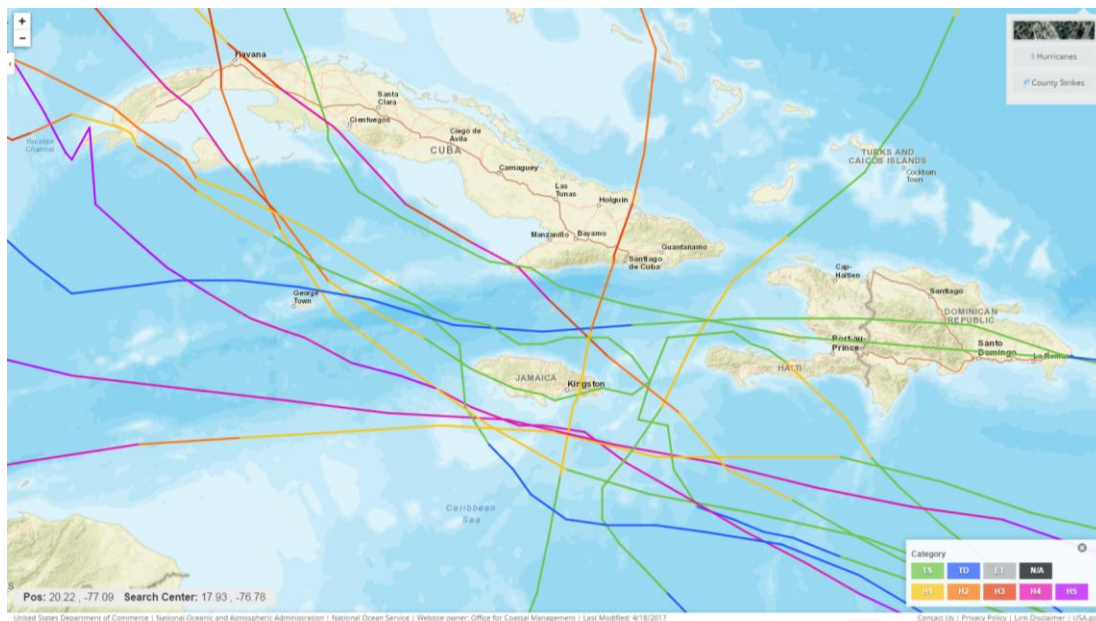 +
−
Havana
Hurricanes
County Strikes
Santa
Clara
Cienfuegos
Yucatan
Channel
Ciego de
Avila
CUBA
TURKS AND
CAICOS ISLANDS
Cockburn
Town
Camaguey
Las
Tunas
Holguin
Manzanillo
Bayamo
Guantanamo
Santiago
de Cuba
Cap-
Haitien
George
Town
Santiago
DOMINICAN
REPUBLIC
Port-au-
Prince
Santo
Domingo
La Romana
HAITI
JAMAICA
Kingston
Caribbean
Sea
Category
TS TD ET N/A
H1 H2 H3 H4 H5
S
Pos: 20.22 , -77.09 Search Center: 17.93 , -76.78
United States Department of Commerce | National Oceanic and Atmospheric Administration | National Ocean Service | Website owner: Office for Coastal Management | Last Modified: 4/18/2017
Contact Us | Privacy Policy | Link Disclaimer | USA.go